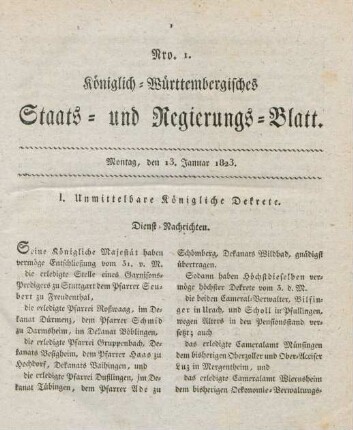 Nro. 1.
Königlich-Württembergisches
Staats- und Regierungs-Blatt.
Montag, den 13. Januar 1823.
I. Unmittelbare Königliche Dekrete.
Dienst-Nachrichten.
Seine Königliche Majestät haben
vermöge Entschließung vom 31. v. M.
die erledigte Stelle eines Garnisons-
Predigers zu Stuttgart dem Pfarrer Seu-
bert zu Freudenthal,
die erledigte Pfarrei Roßwaag, im De-
kanat Dürmenz, dem Pfarrer Schmid
zu Darmsheim, im Dekanat Böblingen,
die erledigte Pfarrei Gruppenbach, De-
kanats Besigheim, dem Pfarrer Haas zu
Hochdorf, Dekanats Vaihingen, und
die erledigte Pfarrei Dußlingen, im De-
kanat Tübingen, dem Pfarrer Adz zu
Schömberg, Dekanats Wildbad, gnädigst
übertragen.
Sodann haben Höchstdieselben ver-
möge höchster Dekrete vom 3. d. M.
die beiden Cameral-Verwalter, Wilfin-
ger in Urach, und Scholl in Pfullingen,
wegen Alters in den Pensionsstand ver-
setzt; auch
das erledigte Cameralamt Münsingen
dem bisherigen Oberzoller und Ober-Acciser
Luz in Mergentheim, und
das erledigte Cameralamt Wiernsheim
dem bisherigen Oekonomie-Verwaltungs-